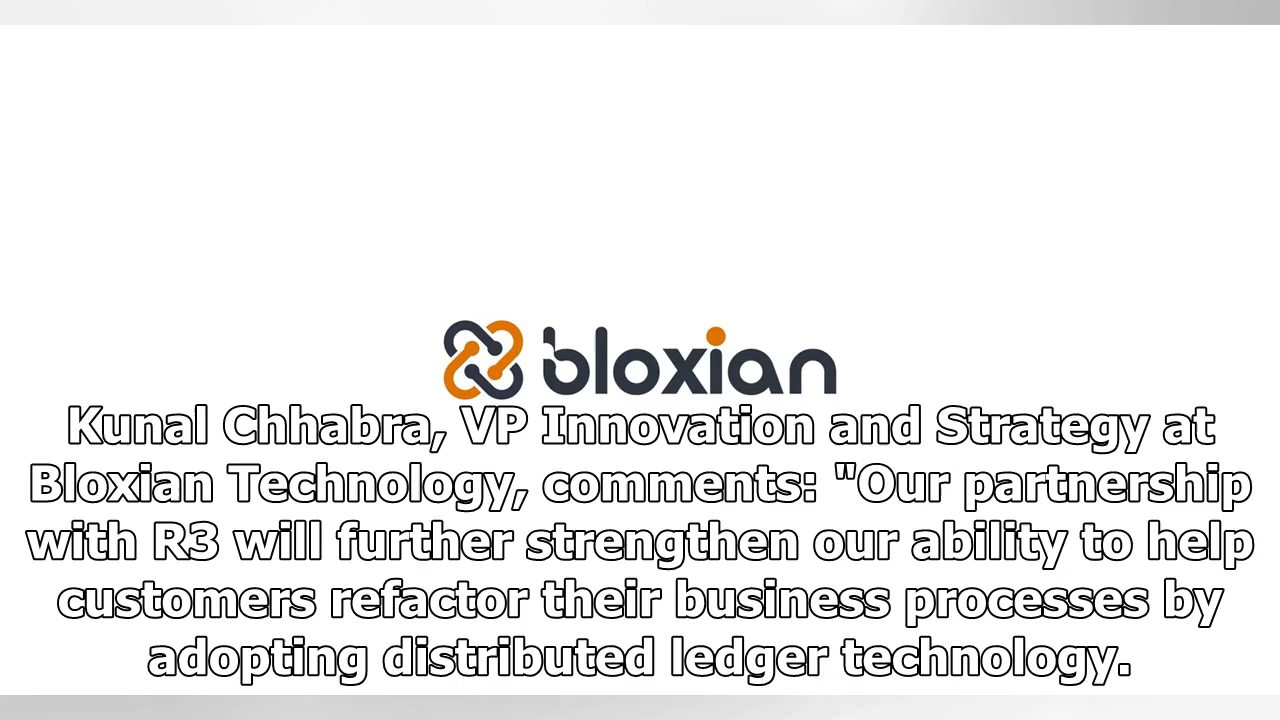 bloxian
Kunal Chhabra, VP Innovation and Strategy at
Bloxian Technology, comments: "Our partnership
with R3 will further strengthen our ability to help
customers refactor their business processes by
adopting distributed ledger technology.